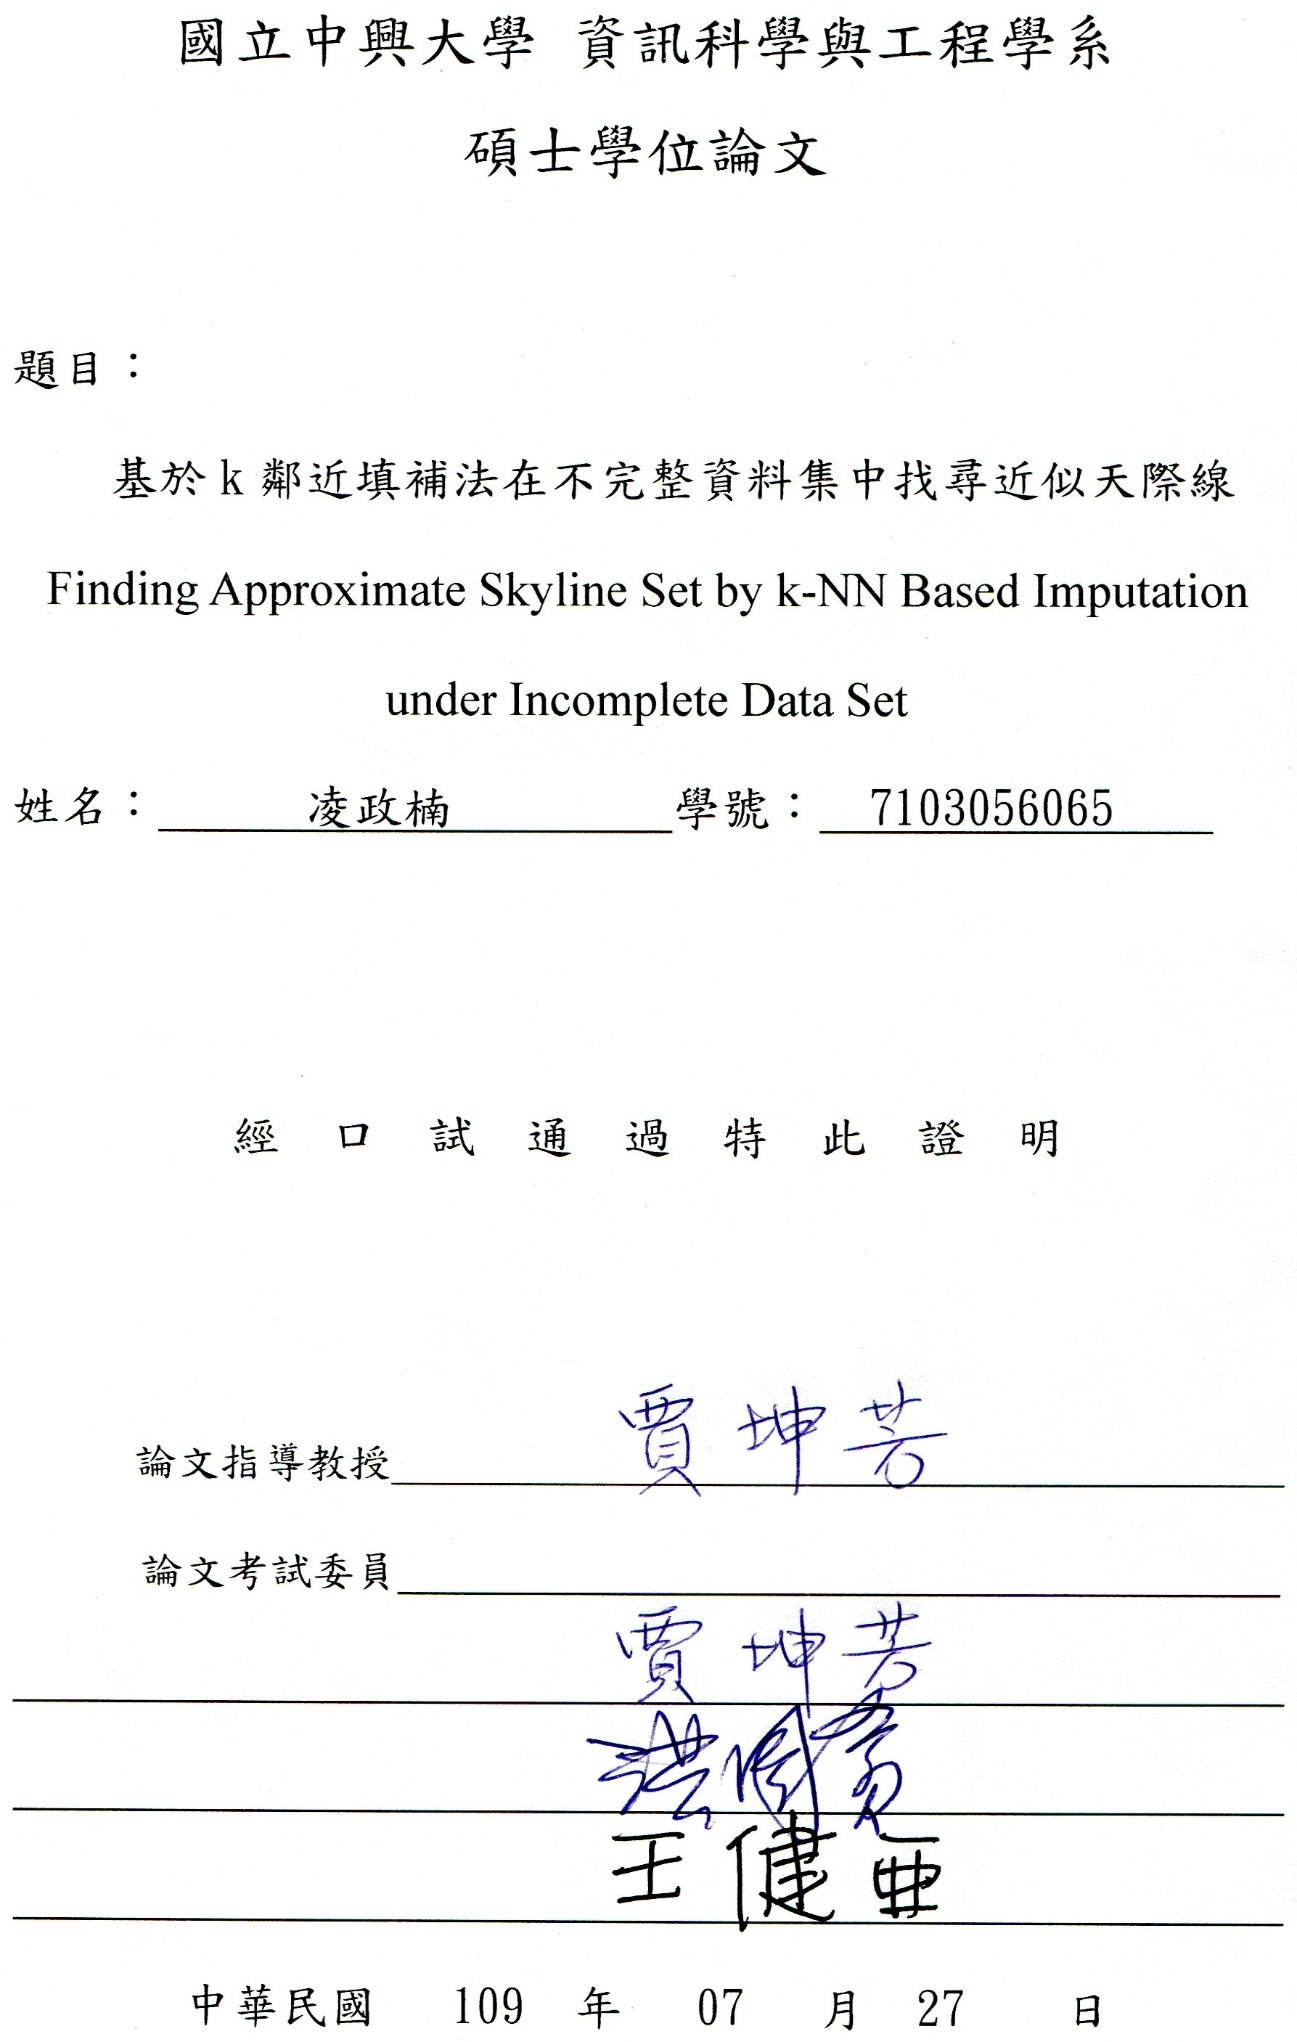 國立中興大學 資訊科學與工程學系
碩士學位論文
題目：
基於k鄰近填補法在不完整資料集中找尋近似天際線
Finding Approximate Skyline Set by k-NN Based Imputation
under Incomplete Data Set
姓名： 凌政楠 學號： 7103056065
經口試通過特此證明
論文指導教授 賈坤芳
論文考試委員
賈坤芳
洪國寶
王健亞
中華民國 109 年 07 月 27 日